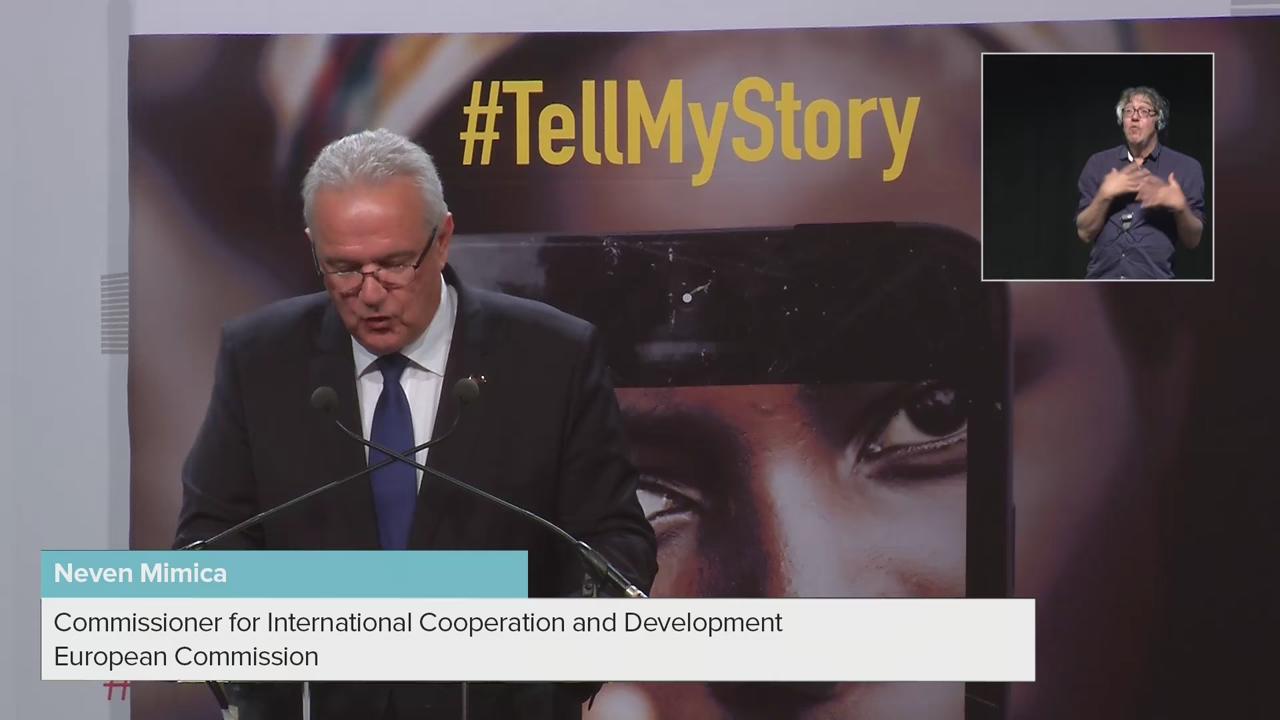 #TellMyStory
Neven Mimica
Commissioner for International Cooperation and Development
European Commission
#